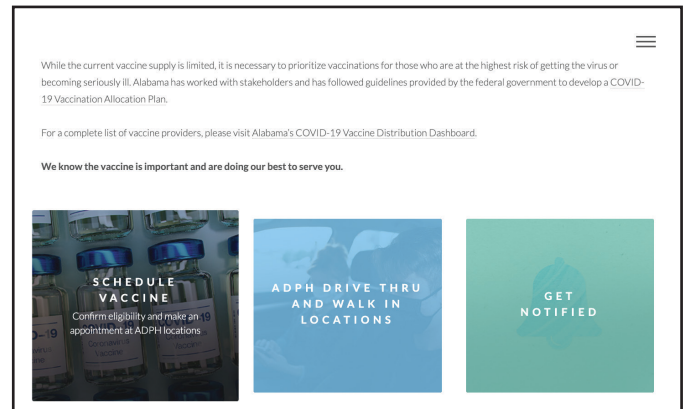 While the current vaccine supply is limited, it is necessary to prioritize vaccinations for those who are at the highest risk of getting the virus or
becoming seriously ill. Alabama has worked with stakeholders and has followed guidelines provided by the federal government to develop a COVID-
19 Vaccination Allocation Plan.
For a complete list of vaccine providers, please visit Alabama's COVID-19 Vaccine Distribution Dashboard.
We know the vaccine is important and are doing our best to serve you.
SCHEDULE
VACCINE
Confirm eligibility and make an
appointment at ADPH locations
ADPH DRIVE THRU
AND WALK IN
LOCATIONS
GET
NOTIFIED